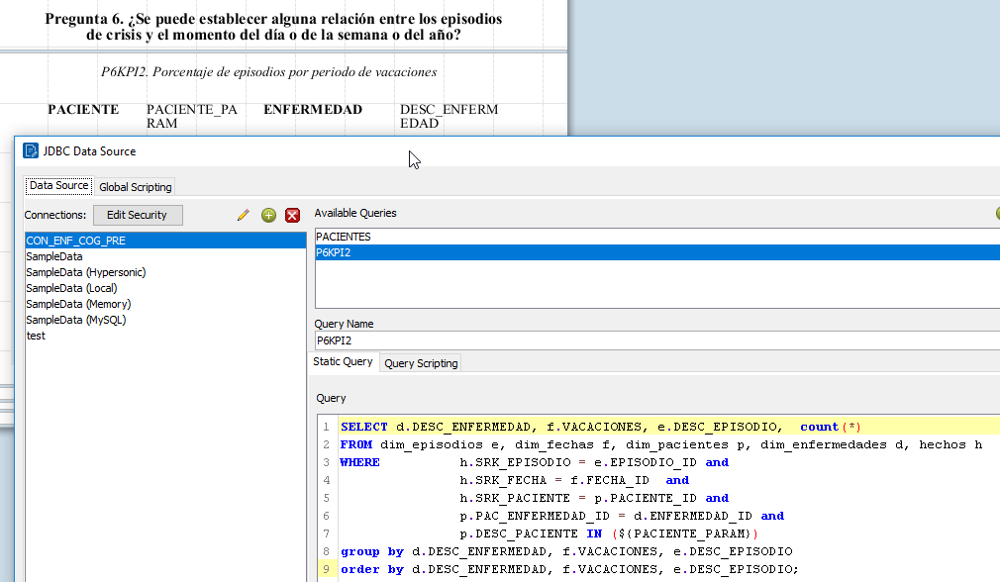 Pregunta 6. ¿Se puede establecer alguna relación entre los episodios
de crisis y el momento del día o de la semana o del año?
P6KPI2. Porcentaje de episodios por periodo de vacaciones
PACIENTE PACIENTE_PA ENFERMEDAD DESC_ENFERM
RAM EDAD
JDBC Data Source
Data Source Global Scripting
Connections: Edit Security
CON_ENF_COG_PRE
SampleData
SampleData (Hypersonic)
SampleData (Local)
SampleData (Memory)
SampleData (MySQL)
test
Available Queries
PACIENTES
P6KPI2
Query Name
P6KPI2
Static Query Query Scripting
Query
1 SELECT d.DESC_ENFERMEDAD, f.VACACIONES, e.DESC_EPISODIO, count(*)
2 FROM dim_episodios e, dim_fechas f, dim_pacientes p, dim_enfermedades d, hechos h
3 WHERE h.SRK_EPISODIO = e.EPISODIO_ID and
4 h.SRK_FECHA = f.FECHA_ID and
5 h.SRK_PACIENTE = p.PACIENTE_ID and
6 p.PAC_ENFERMEDAD_ID = d.ENFERMEDAD_ID and
7 p.DESC_PACIENTE IN (${PACIENTE_PARAM})
8 group by d.DESC_ENFERMEDAD, f.VACACIONES, e.DESC_EPISODIO
9 order by d.DESC_ENFERMEDAD, f.VACACIONES, e.DESC_EPISODIO;